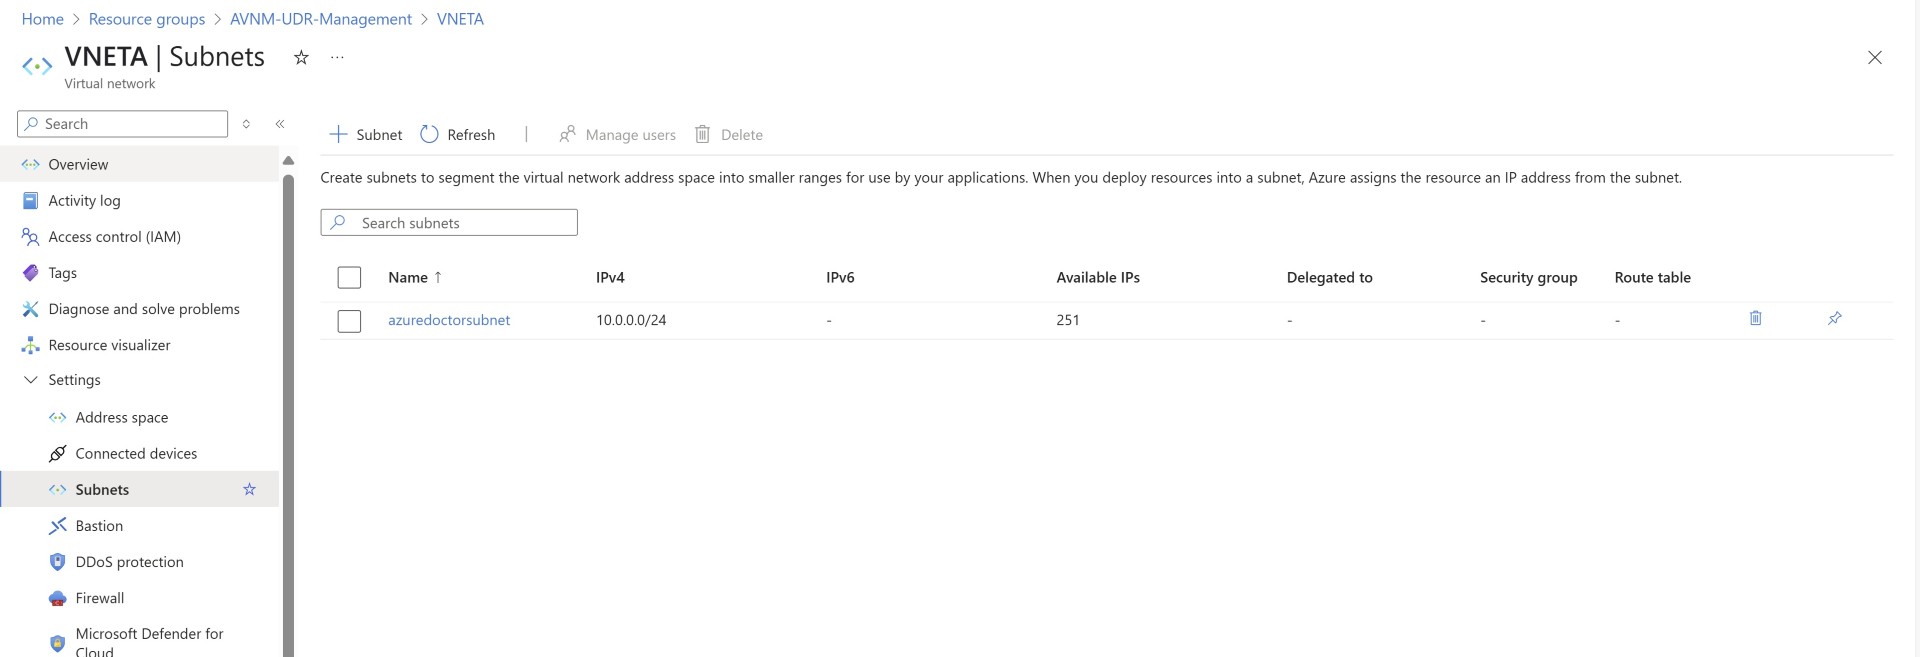 Home > Resource groups > AVNM-UDR-Management > VNETA
VNETA | Subnets
Virtual network
Search
Overview
Activity log
Access control (IAM)
Tags
Diagnose and solve problems
Resource visualizer
Settings
Address space
Connected devices
Subnets
Bastion
DDoS protection
Firewall
Microsoft Defender for
Cloud
Subnet Refresh | Manage users Delete
Create subnets to segment the virtual network address space into smaller ranges for use by your applications. When you deploy resources into a subnet, Azure assigns the resource an IP address from the subnet.
Search subnets
Name ↑ IPv4 IPv6 Available IPs Delegated to Security group Route table
azuredoctorsubnet 10.0.0.0/24 - 251 - - -